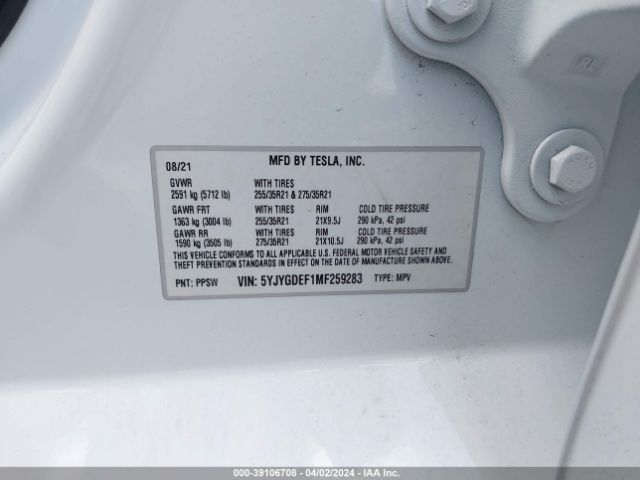 RE
08/21 MFD BY TESLA, INC.
GVWR WITH TIRES
2591 kg (5712 lb) 255/35R21 & 275/35R21
GAWR FRT WITH TIRES RIM COLD TIRE PRESSURE
1363 kg (3004 lb) 255/35R21 21X9.5J 290 kPa, 42 psi
GAWR RR WITH TIRES RIM COLD TIRE PRESSURE
1590 kg (3505 lb) 275/35R21 21X10.5J 290 kPa, 42 psi
THIS VEHICLE CONFORMS TO ALL APPLICABLE U.S. FEDERAL MOTOR VEHICLE SAFETY AND
THEFT PREVENTION STANDARDS IN EFFECT ON THE DATE OF MANUFACTURE SHOWN ABOVE.
PNT: PPSW VIN: 5YJYGDEF1MF259283 TYPE: MPV
000-39106708 - 04/02/2024 - IAA Inc.